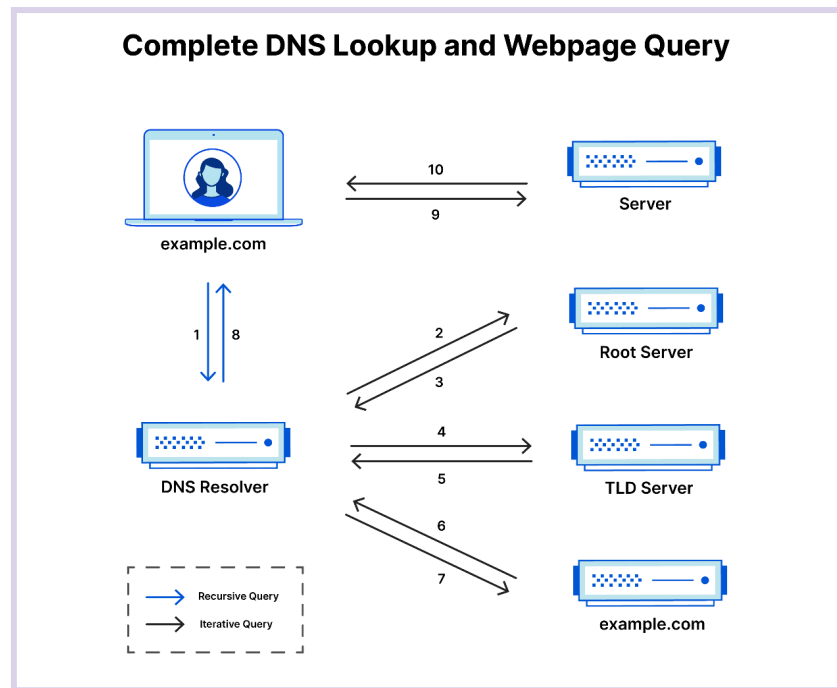 Complete DNS Lookup and Webpage Query
10
9
Server
example.com
1
8
2
3
Root Server
4
5
DNS Resolver
TLD Server
6
7
example.com
Recursive Query
Iterative Query